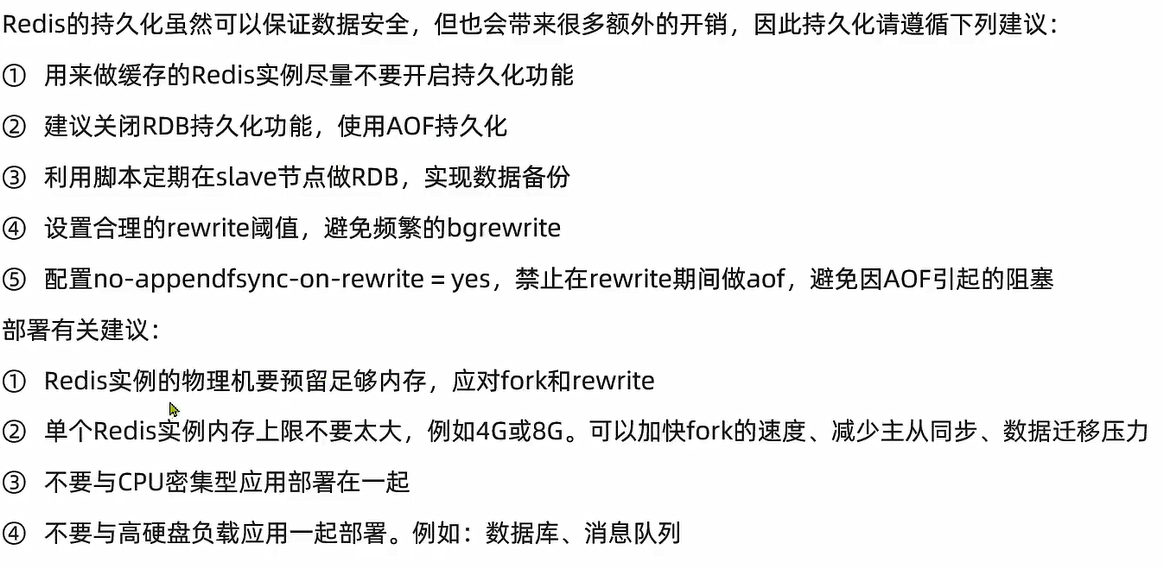 Redis的持久化虽然可以保证数据安全，但也会带来很多额外的开销，因此持久化请遵循下列建议：
① 用来做缓存的Redis实例尽量不要开启持久化功能
② 建议关闭RDB持久化功能，使用AOF持久化
③ 利用脚本定期在slave节点做RDB，实现数据备份
④ 设置合理的rewrite阈值，避免频繁的bgrewrite
⑤ 配置no-appendfsync-on-rewrite = yes，禁止在rewrite期间做aof，避免因AOF引起的阻塞
部署有关建议：
① Redis实例的物理机要预留足够内存，应对fork和rewrite
② 单个Redis实例内存上限不要太大，例如4G或8G。可以加快fork的速度、减少主从同步、数据迁移压力
③ 不要与CPU密集型应用部署在一起
④ 不要与高硬盘负载应用一起部署。例如：数据库、消息队列